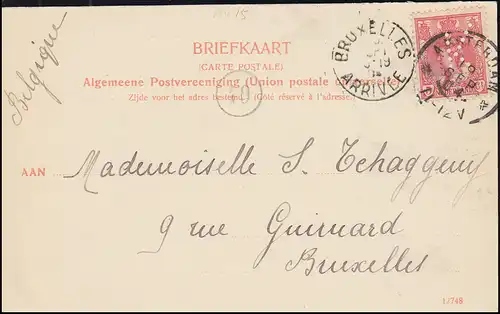 Belgique
BRIEFKAART
(CARTE POSTALE)
Algemeene Postvereeniging (Union postale
Zijde voor het adres bestemd. (Côté réservé à l'adresse)
BRUXELLES
ARRIVÉE
AMSTERDAM
AAN
Mademoiselle S. Tchaggeny
9 rue Guimard
Bruxelles
1/748